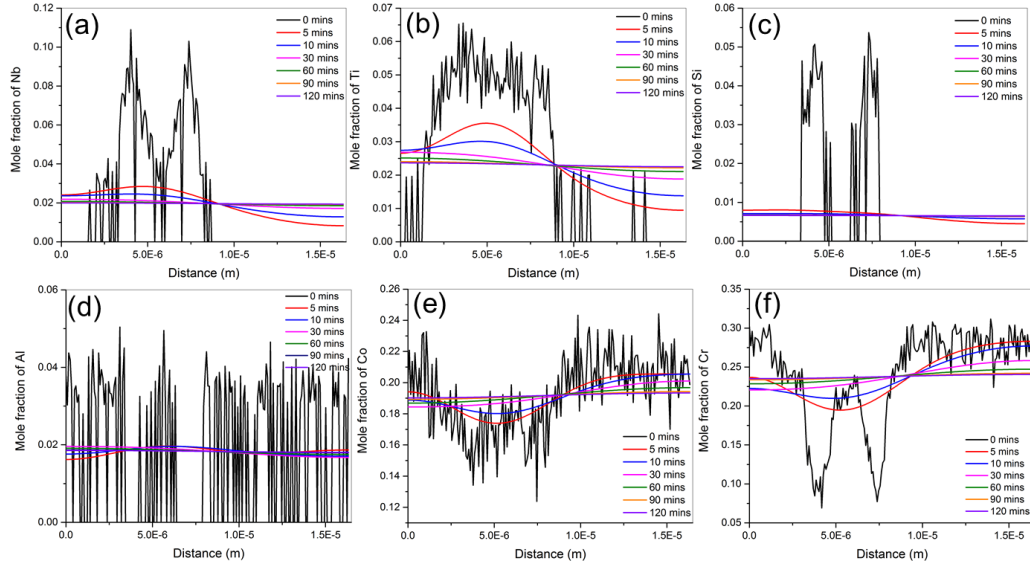 (a)
0 mins
5 mins
10 mins
30 mins
60 mins
90 mins
120 mins
Mole fraction of Nb
0.12
0.10
0.08
0.06
0.04
0.02
0.00
0.0
5.0E-6
1.0E-5
1.5E-5
Distance (m)
(b)
0 mins
5 mins
10 mins
30 mins
60 mins
90 mins
120 mins
Mole fraction of Ti
0.07
0.06
0.05
0.04
0.03
0.02
0.01
0.00
0.0
5.0E-6
1.0E-5
1.5E-5
Distance (m)
(c)
0 mins
5 mins
10 mins
30 mins
60 mins
90 mins
120 mins
Mole fraction of Si
0.06
0.05
0.04
0.03
0.02
0.01
0.00
0.0
5.0E-6
1.0E-5
1.5E-5
Distance (m)
(d)
0 mins
5 mins
10 mins
30 mins
60 mins
90 mins
120 mins
Mole fraction of Al
0.06
0.04
0.02
0.00
0.0
5.0E-6
1.0E-5
1.5E-5
Distance (m)
(e)
0 mins
5 mins
10 mins
30 mins
60 mins
90 mins
120 mins
Mole fraction of Co
0.26
0.24
0.22
0.20
0.18
0.16
0.14
0.12
0.0
5.0E-6
1.0E-5
1.5E-5
Distance (m)
(f)
0 mins
5 mins
10 mins
30 mins
60 mins
90 mins
120 mins
Mole fraction of Cr
0.35
0.30
0.25
0.20
0.15
0.10
0.05
0.0
5.0E-6
1.0E-5
1.5E-5
Distance (m)